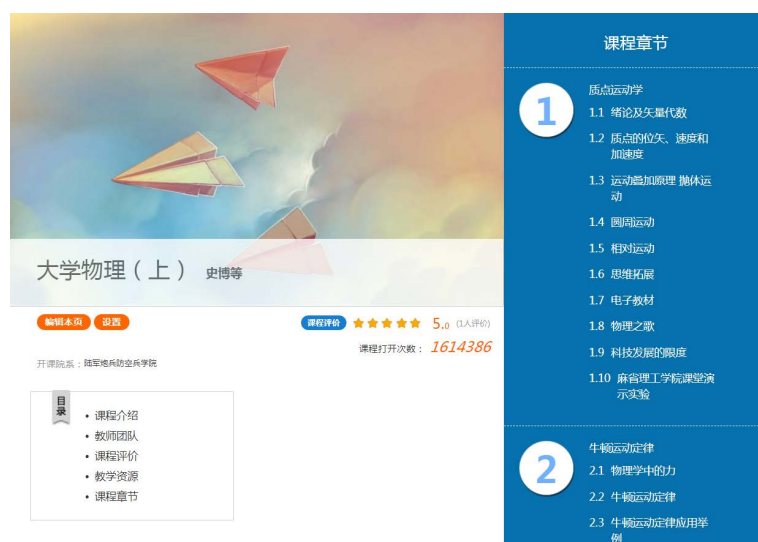 大学物理（上） 史博等
编辑本页 设置
课程评价 5.0 (1人评价)
课程打开次数： 1614386
开课院系：陆军炮兵防空兵学院
目录
• 课程介绍
• 教师团队
• 课程评价
• 教学资源
• 课程章节
课程章节
1
质点运动学
1.1 绪论及矢量代数
1.2 质点的位矢、速度和
加速度
1.3 运动叠加原理 抛体运
动
1.4 圆周运动
1.5 相对运动
1.6 思维拓展
1.7 电子教材
1.8 物理之歌
1.9 科技发展的限度
1.10 麻省理工学院课堂演
示实验
2
牛顿运动定律
2.1 物理学中的力
2.2 牛顿运动定律
2.3 牛顿运动定律应用举
例